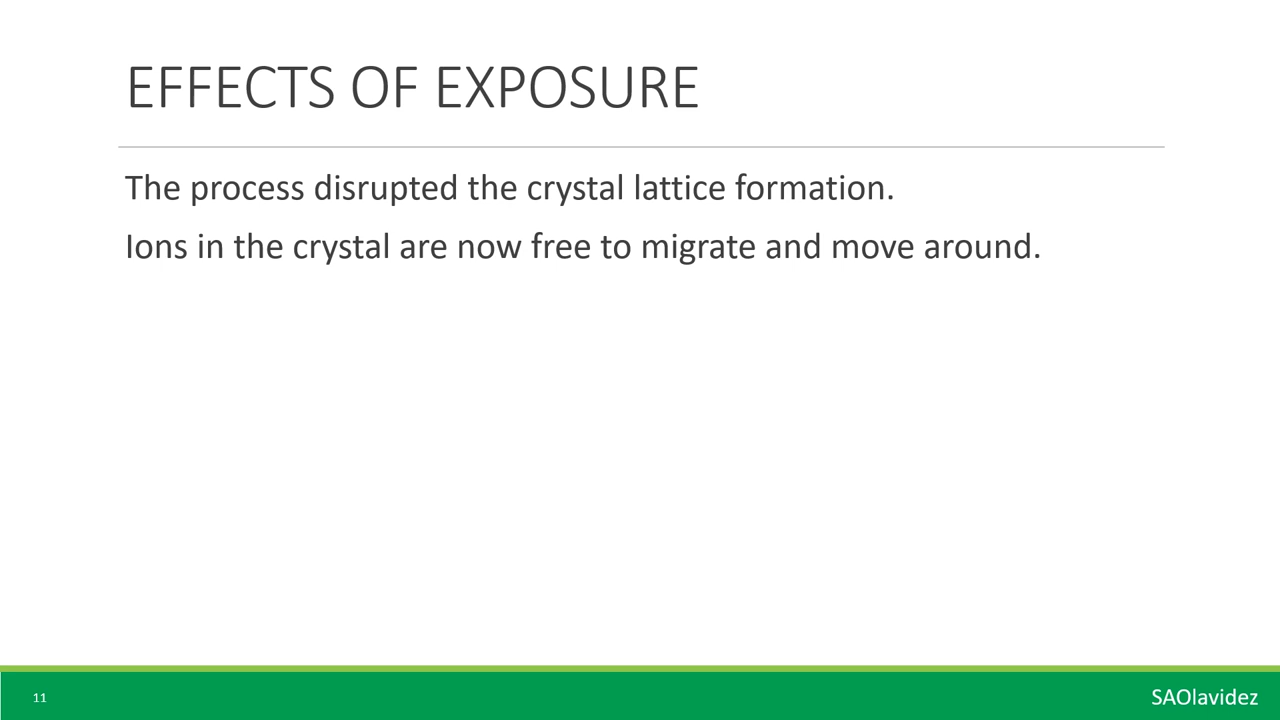 EFFECTS OF EXPOSURE
The process disrupted the crystal lattice formation.
Ions in the crystal are now free to migrate and move around.
11
SAOlavidez